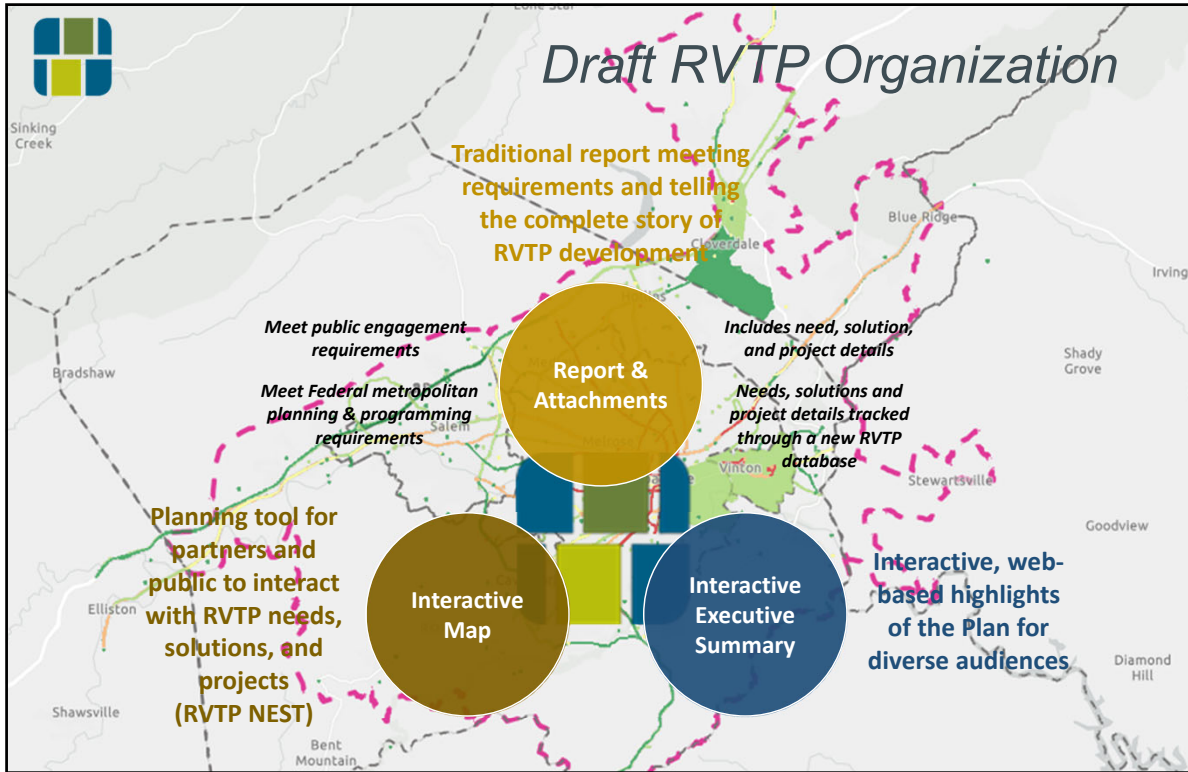 Lone Star
Draft RVTP Organization
Sinking
Creek
Traditional report meeting
requirements and telling
the complete story of
RVTP development
Blue Ridge
Cloverdale
Irving
Meet public engagement
requirements
Meet Federal metropolitan
planning & programming
requirements
Report &
Attachments
Includes need, solution,
and project details
Needs, solutions and
project details tracked
through a new RVTP
database
Bradshaw
Shady
Grove
Salem
Melrose
Vinton
Stewartsville
Goodview
Planning tool for
partners and
public to interact
with RVTP needs,
solutions, and
projects
(RVTP NEST)
Elliston
Interactive
Map
Interactive
Executive
Summary
Interactive, web-
based highlights
of the Plan for
diverse audiences
Diamond
Hill
Shawsville
Bent
Mountain